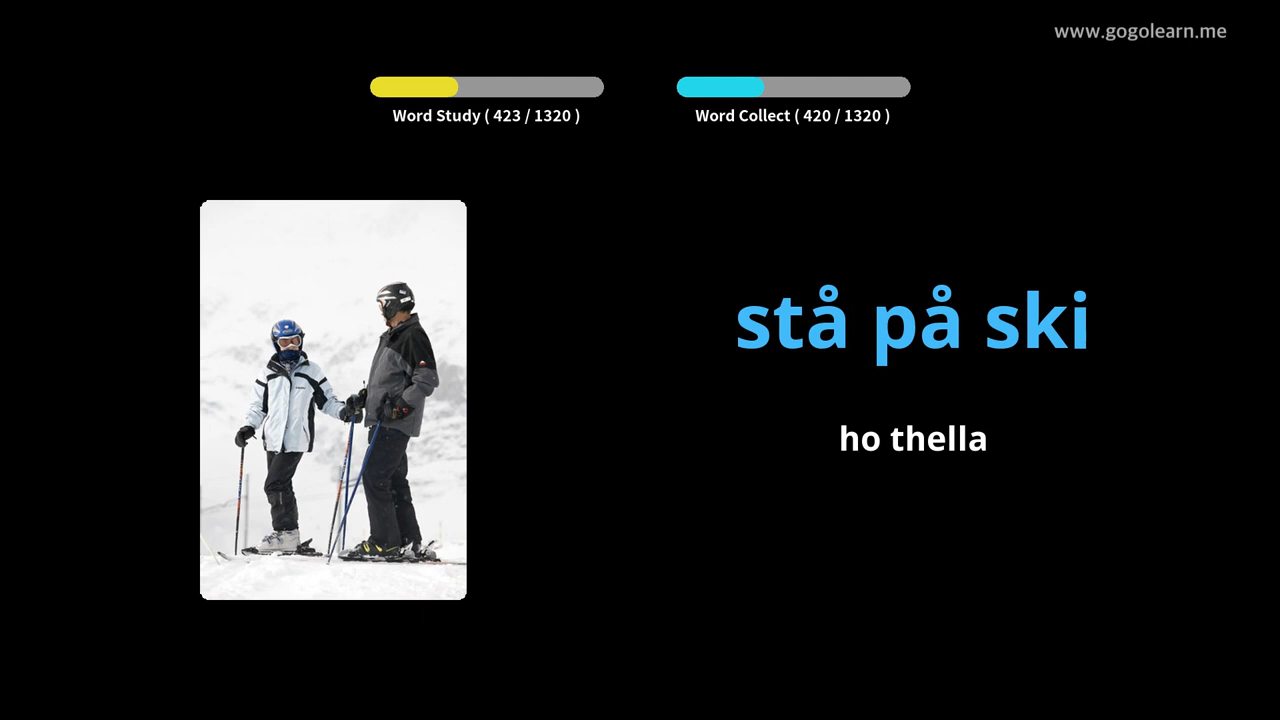 www.gogolearn.me
Word Study ( 423 / 1320 )
Word Collect ( 420 / 1320 )
stå på ski
ho thella